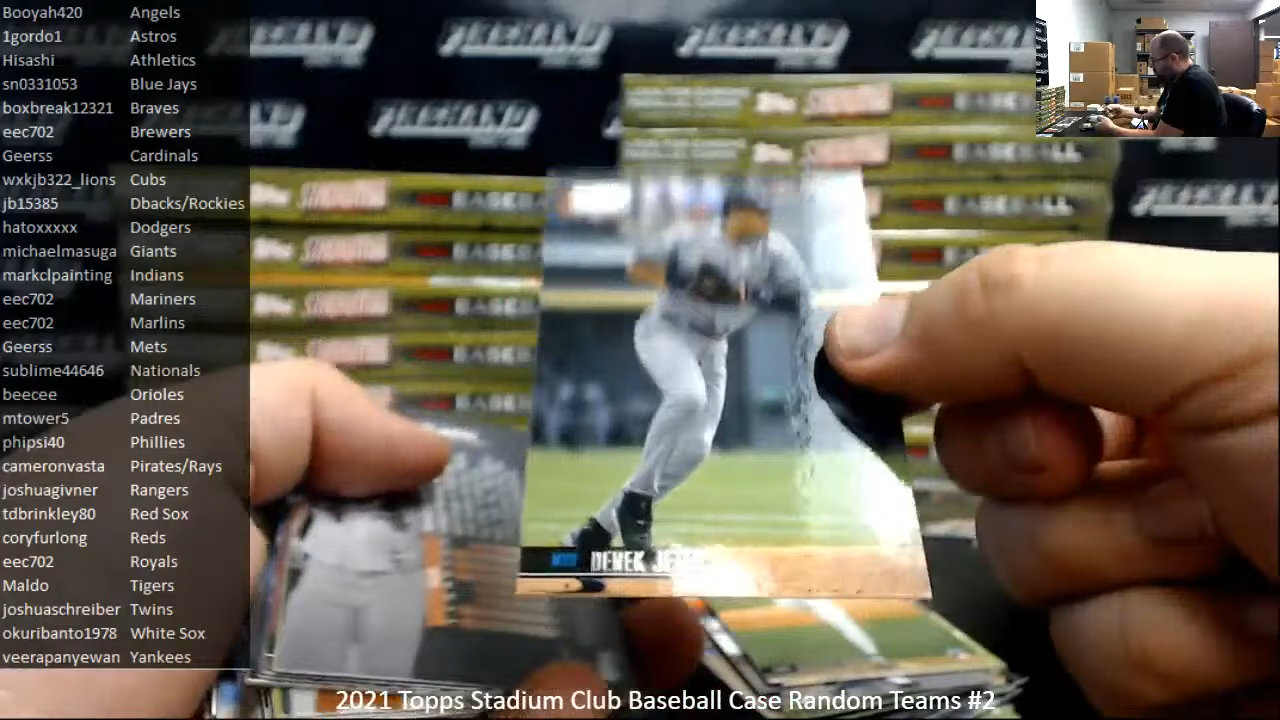 Booyah420 Angels
1gordo1 Astros
Hisashi Athletics
sn0331053 Blue Jays
boxbreak12321 Braves
eec702 Brewers
Geerss Cardinals
wxkjb322_lions Cubs
jb15385 Dbacks/Rockies
hatoxxxxx Dodgers
michaelmasuga Giants
markclpainting Indians
eec702 Mariners
eec702 Marlins
Geerss Mets
sublime44646 Nationals
beecee Orioles
mtower5 Padres
phipsi40 Phillies
cameronvasta Pirates/Rays
joshuagivner Rangers
tdbrinkley80 Red Sox
coryfurlong Reds
eec702 Royals
Maldo Tigers
joshuaschreiber Twins
okuribanto1978 White Sox
veerapanyewan Yankees
Topps
BASEBALL
DEREK
2021 Topps Stadium Club Baseball Case Random Teams #2